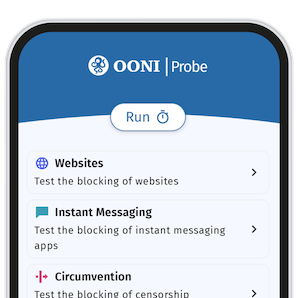 OONI Probe
Run
Websites
Test the blocking of websites
Instant Messaging
Test the blocking of instant messaging
apps
Circumvention
Test the blocking of censorship